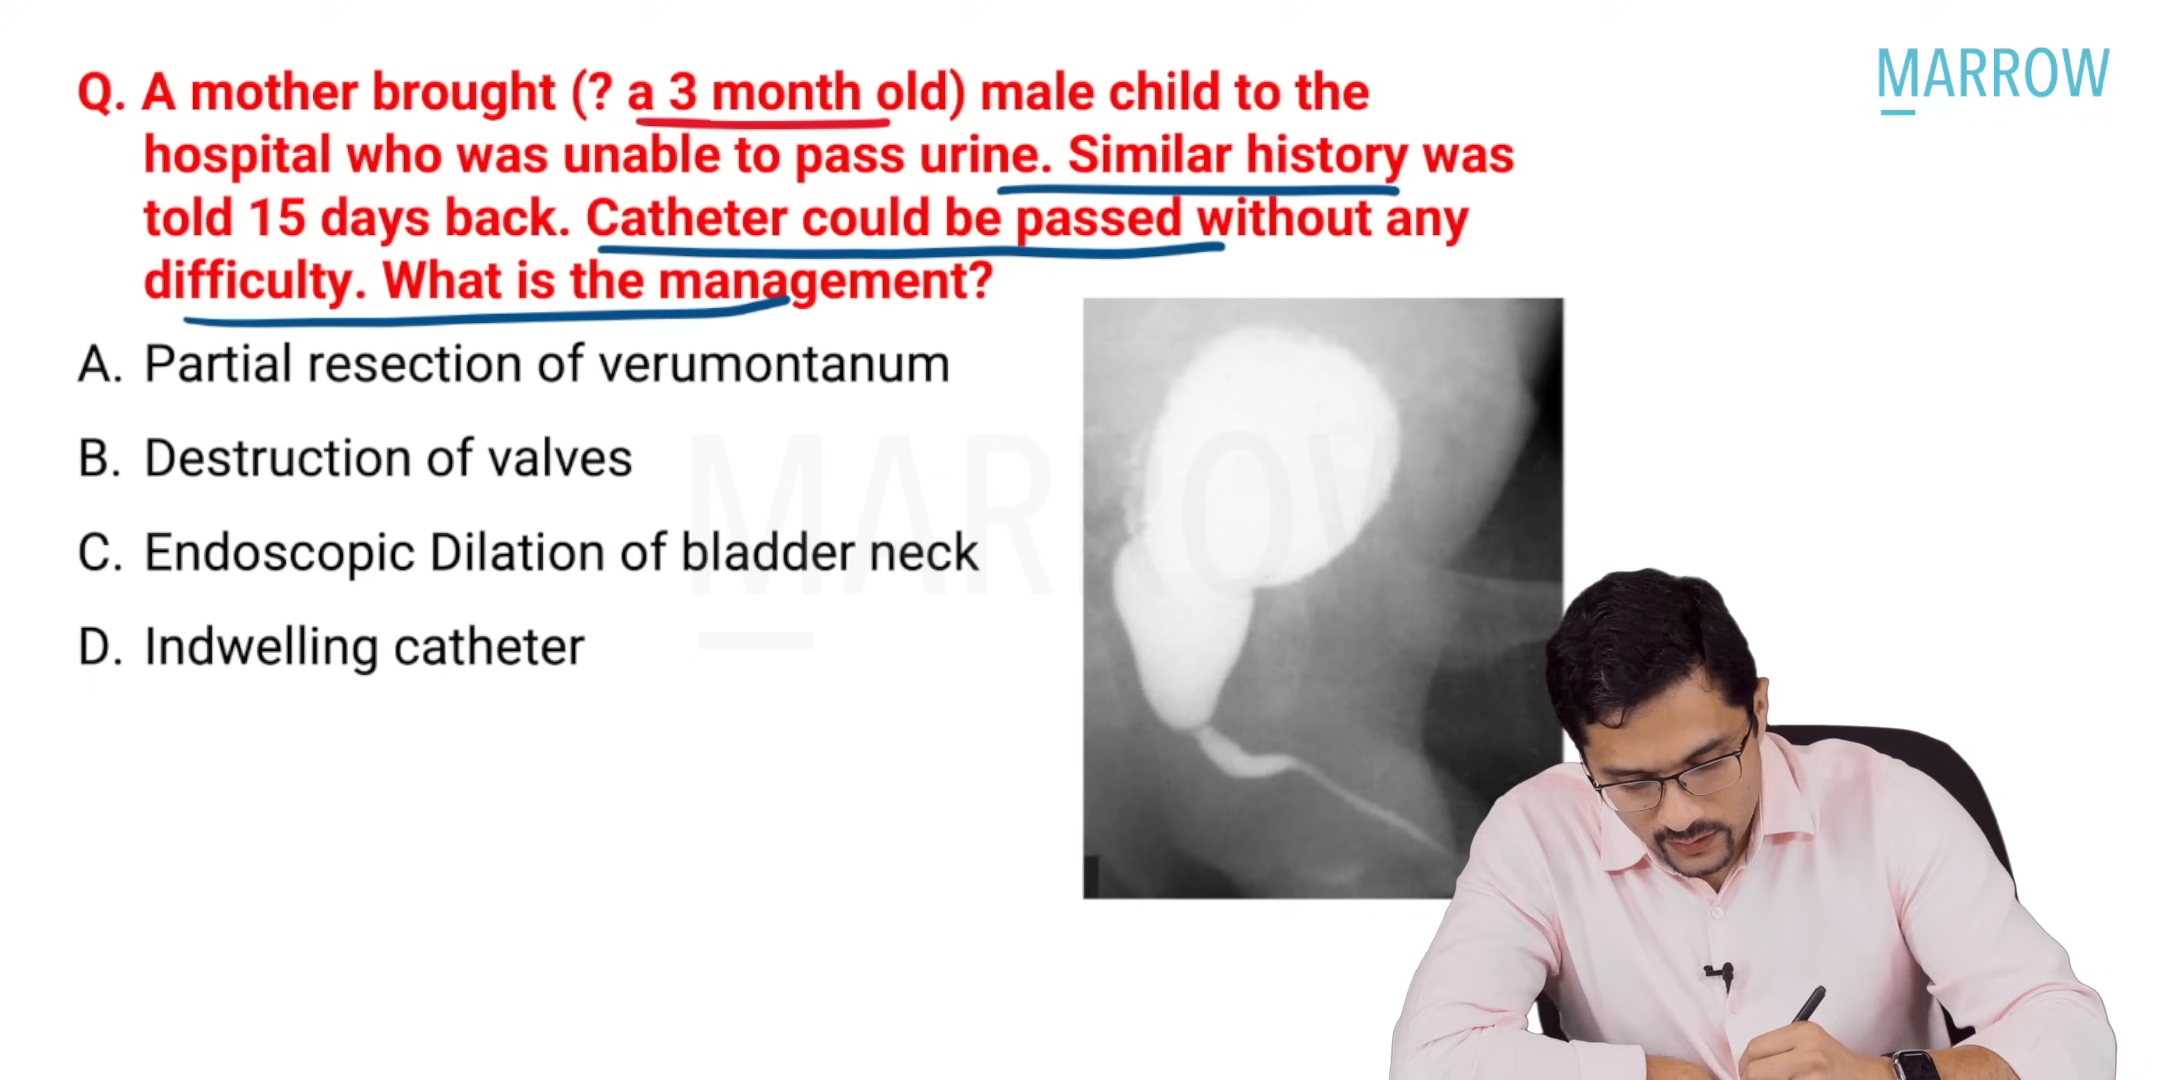 MARROW
Q. A mother brought (? a 3 month old) male child to the
hospital who was unable to pass urine. Similar history was
told 15 days back. Catheter could be passed without any
difficulty. What is the management?
A. Partial resection of verumontanum
B. Destruction of valves
C. Endoscopic Dilation of bladder neck
D. Indwelling catheter
MARROW